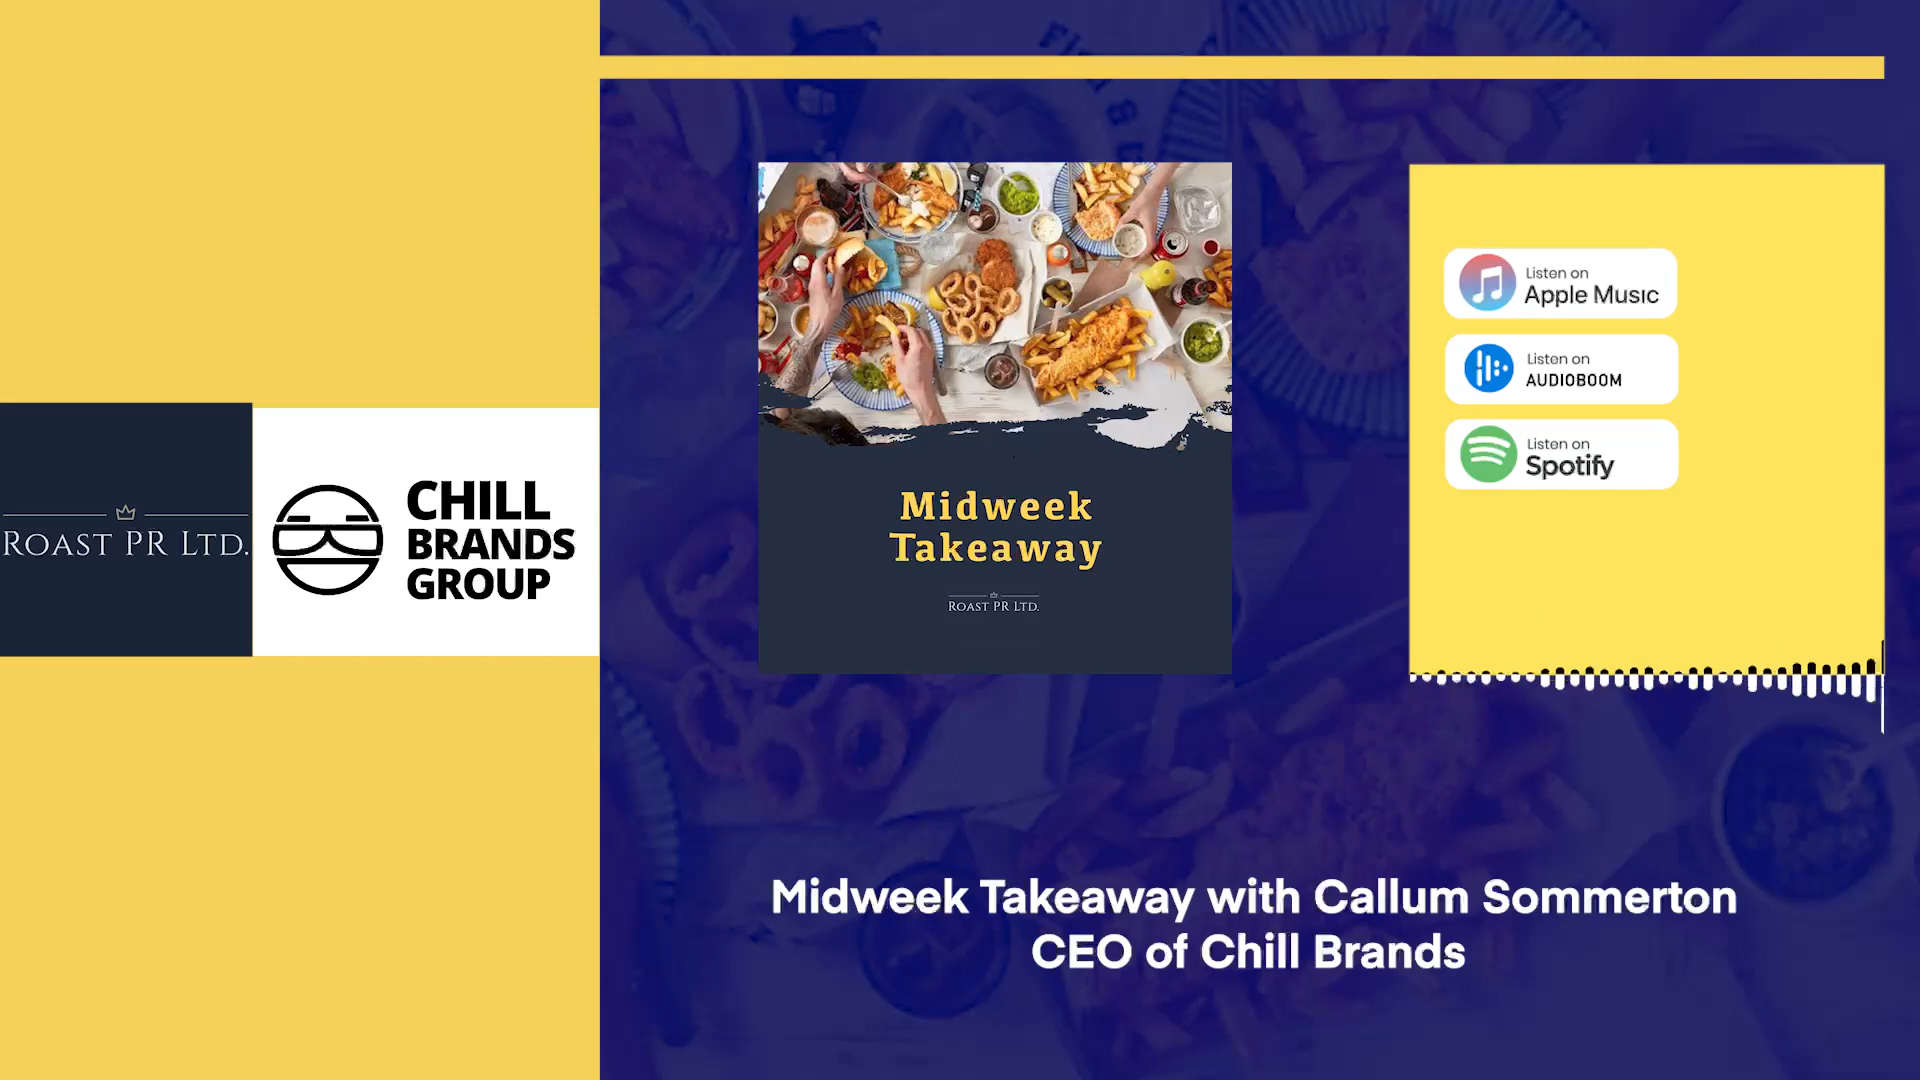 ROAST PR LTD.
CHILL
BRANDS
GROUP
Midweek
Takeaway
ROAST PR LTD.
Listen on
Apple Music
Listen on
AUDIOBOOM
Listen on
Spotify
Midweek Takeaway with Callum Sommerton
CEO of Chill Brands